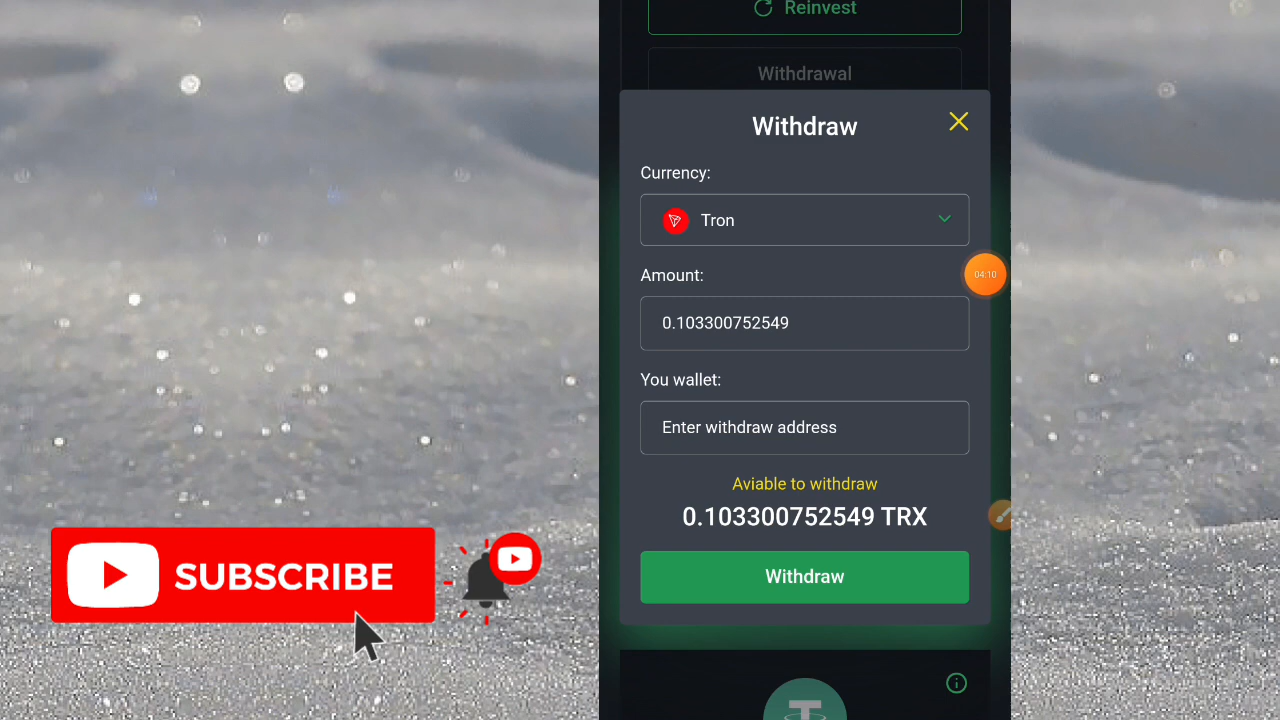 Reinvest
Withdrawal
Withdraw
Currency:
Tron
04:10
Amount:
0.103300752549
You wallet:
Enter withdraw address
Aviable to withdraw
0.103300752549 TRX
Withdraw
SUBSCRIBE